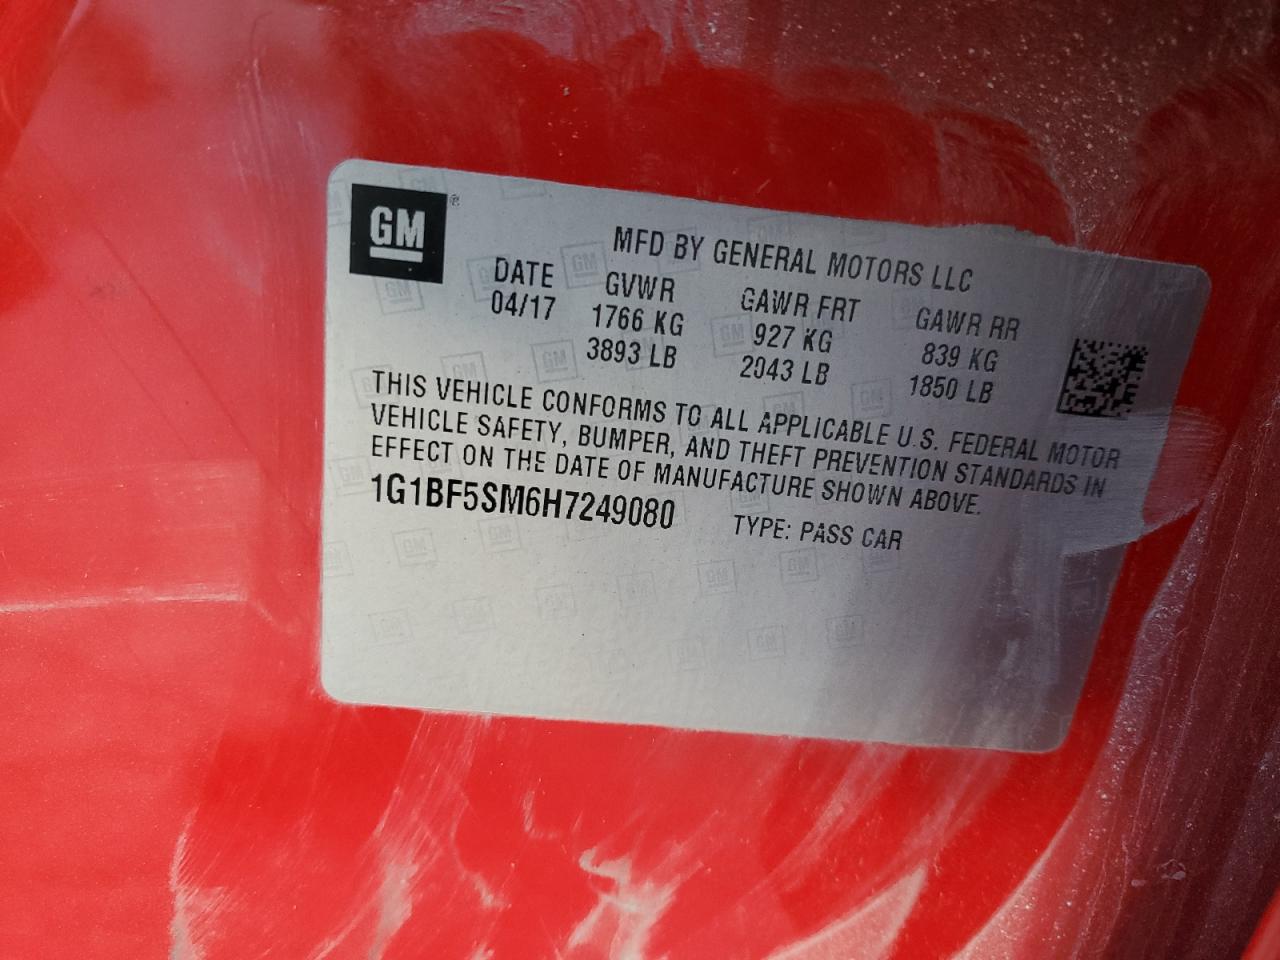 GM®
MFD BY GENERAL MOTORS LLC
DATE GVWR GAWR FRT GAWR RR
04/17 1766 KG 927 KG 839 KG
3893 LB 2043 LB 1850 LB
THIS VEHICLE CONFORMS TO ALL APPLICABLE U.S. FEDERAL MOTOR
VEHICLE SAFETY, BUMPER, AND THEFT PREVENTION STANDARDS IN
EFFECT ON THE DATE OF MANUFACTURE SHOWN ABOVE.
1G1BF5SM6H7249080 TYPE: PASS CAR